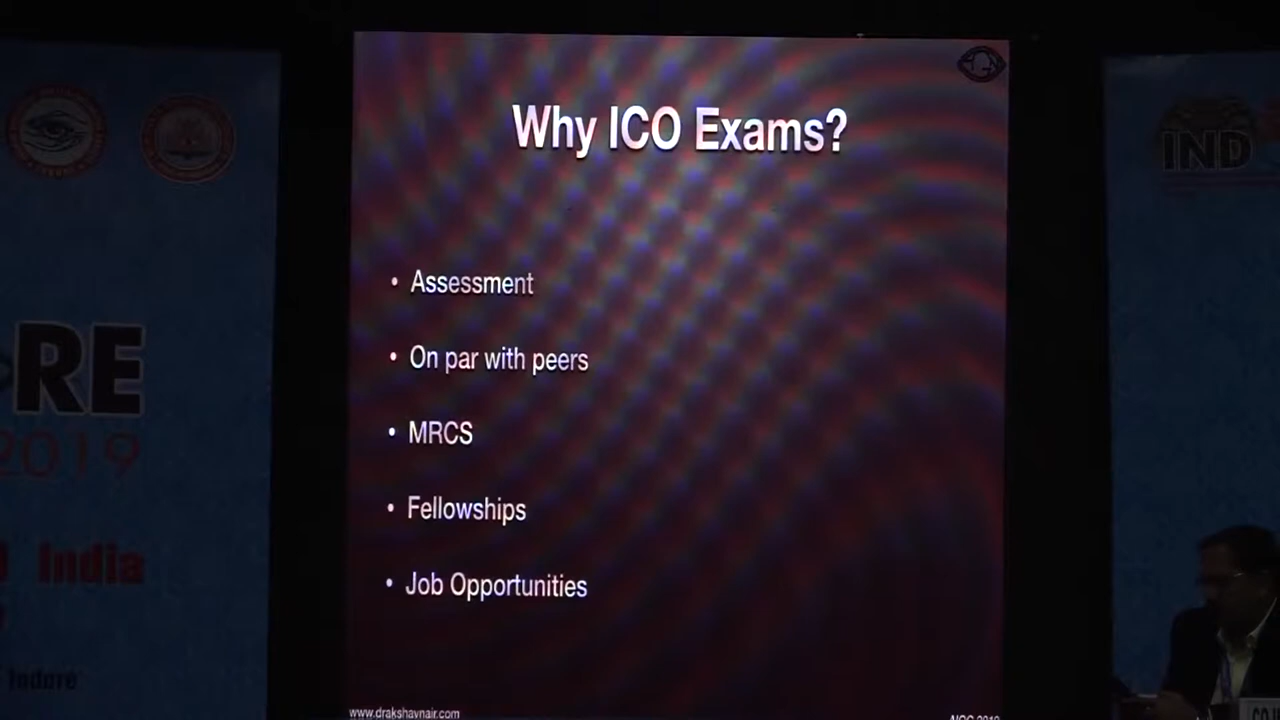 Why ICO Exams?
• Assessment
• On par with peers
• MRCS
• Fellowships
• Job Opportunities
www.drakshaynair.com
RE
2019
India
Indore
IND